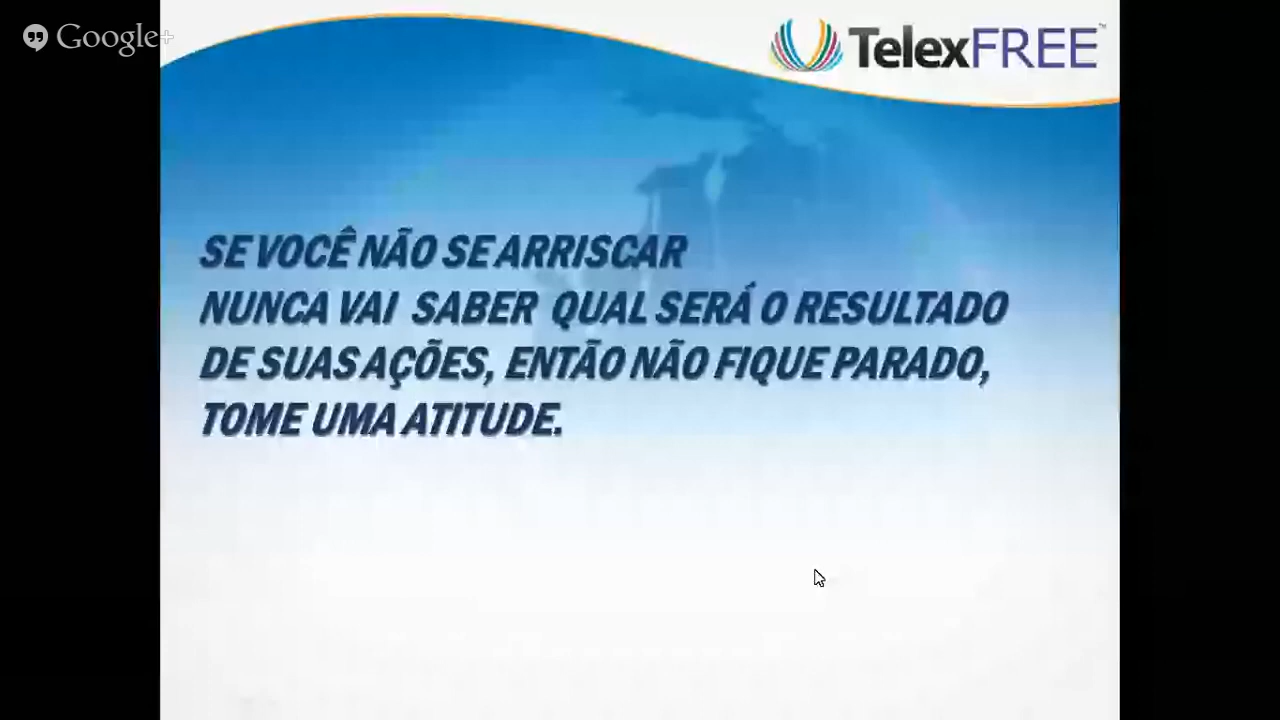 Google+
TelexFREE™
SE VOCÊ NÃO SE ARRISCAR
NUNCA VAI SABER QUAL SERÁ O RESULTADO
DE SUAS AÇÕES, ENTÃO NÃO FIQUE PARADO,
TOME UMA ATITUDE.